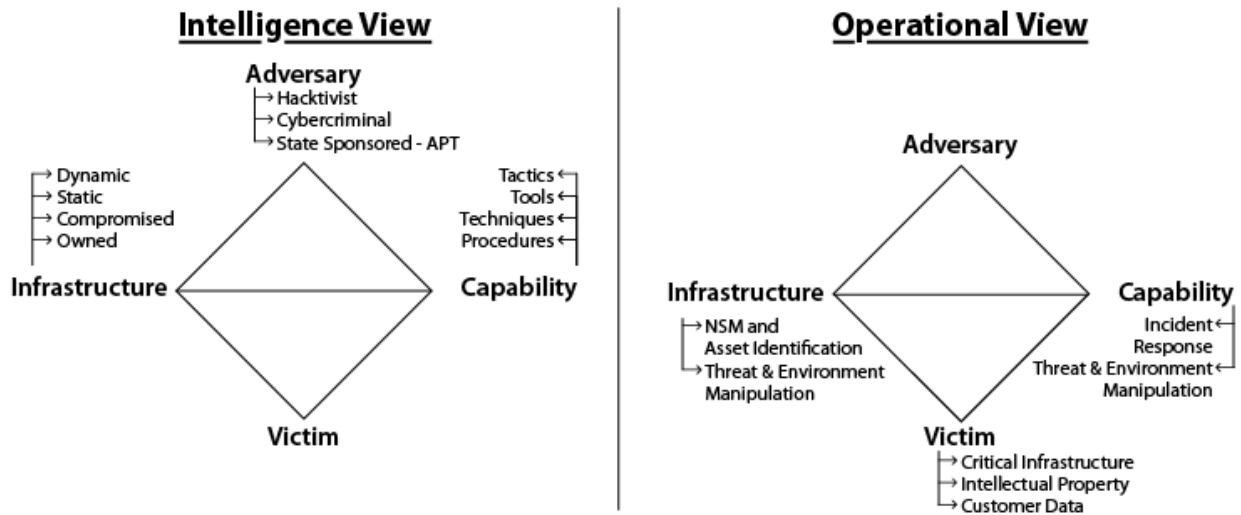 Intelligence View
Adversary
Hacktivist
Cybercriminal
State Sponsored - APT
Dynamic
Static
Compromised
Owned
Infrastructure
Tactics
Tools
Techniques
Procedures
Capability
Victim
Operational View
Adversary
Infrastructure
NSM and
Asset Identification
Threat & Environment
Manipulation
Capability
Incident
Response
Threat & Environment
Manipulation
Victim
Critical Infrastructure
Intellectual Property
Customer Data